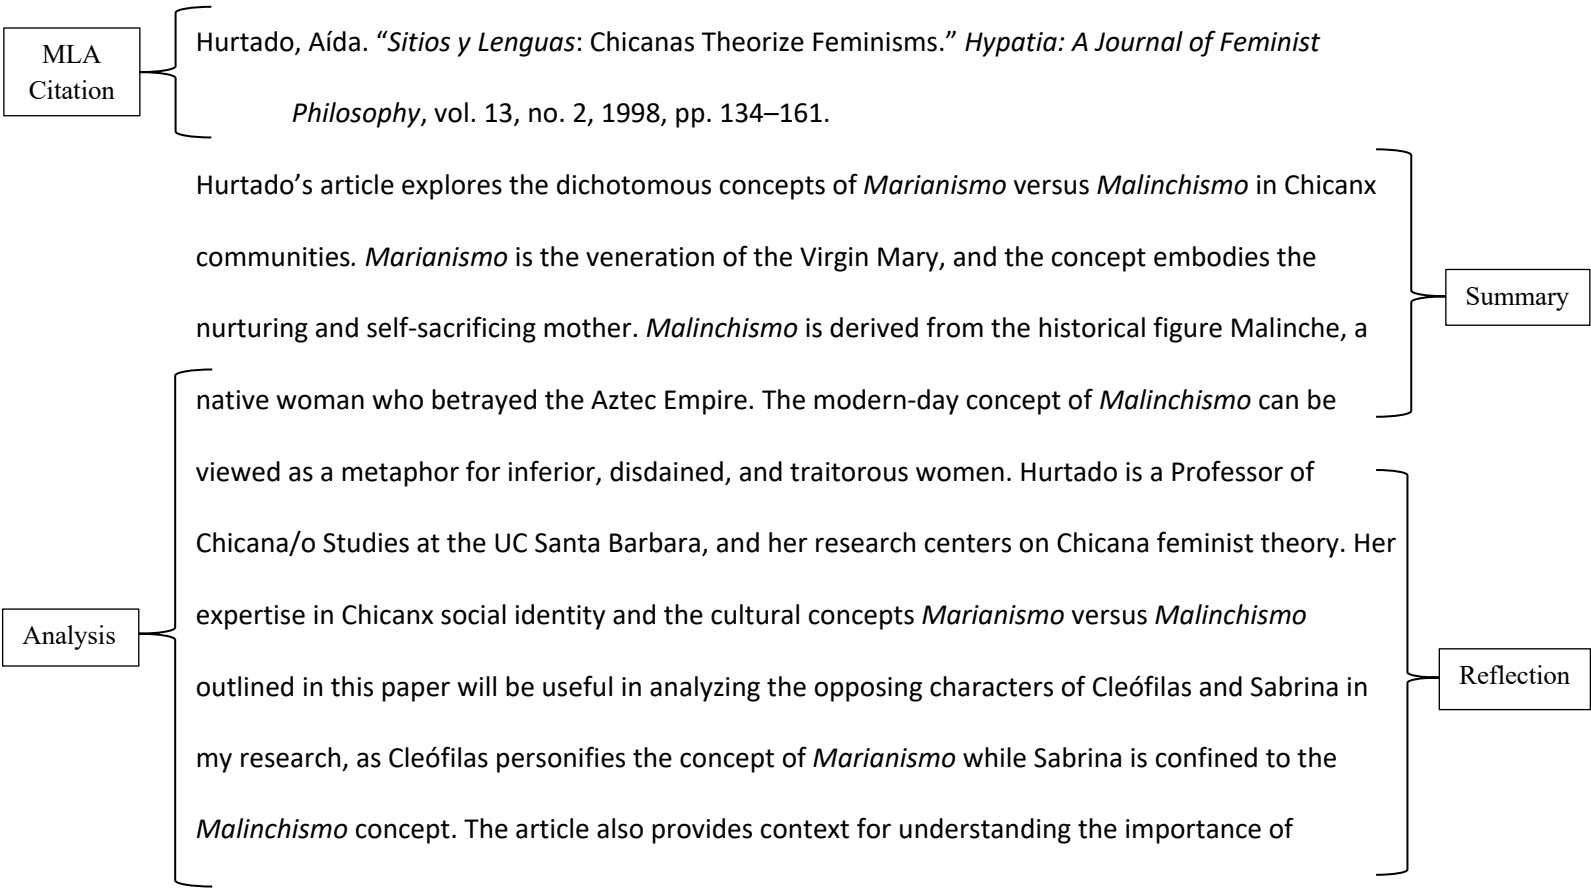 MLA
Citation
Hurtado, Aída. “Sitios y Lenguas: Chicanas Theorize Feminisms.” Hypatia: A Journal of Feminist
Philosophy, vol. 13, no. 2, 1998, pp. 134–161.
Hurtado’s article explores the dichotomous concepts of Marianismo versus Malinchismo in Chicanx
communities. Marianismo is the veneration of the Virgin Mary, and the concept embodies the
nurturing and self-sacrificing mother. Malinchismo is derived from the historical figure Malinche, a
native woman who betrayed the Aztec Empire. The modern-day concept of Malinchismo can be
viewed as a metaphor for inferior, disdained, and traitorous women. Hurtado is a Professor of
Chicana/o Studies at the UC Santa Barbara, and her research centers on Chicana feminist theory. Her
expertise in Chicanx social identity and the cultural concepts Marianismo versus Malinchismo
outlined in this paper will be useful in analyzing the opposing characters of Cleófilas and Sabrina in
my research, as Cleófilas personifies the concept of Marianismo while Sabrina is confined to the
Malinchismo concept. The article also provides context for understanding the importance of
Summary
Analysis
Reflection